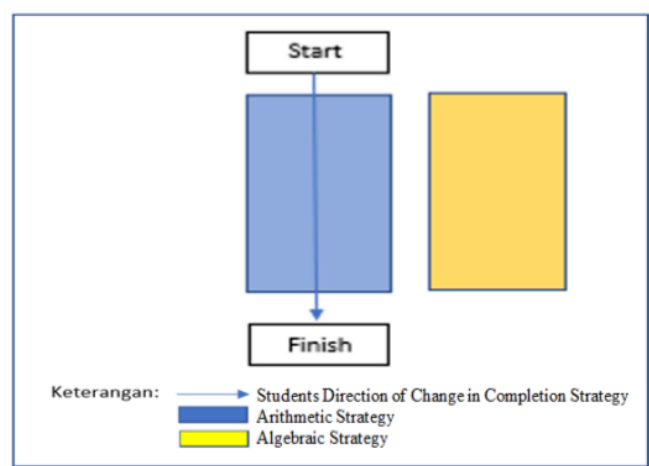 Start
Finish
Keterangan: Students Direction of Change in Completion Strategy
Arithmetic Strategy
Algebraic Strategy